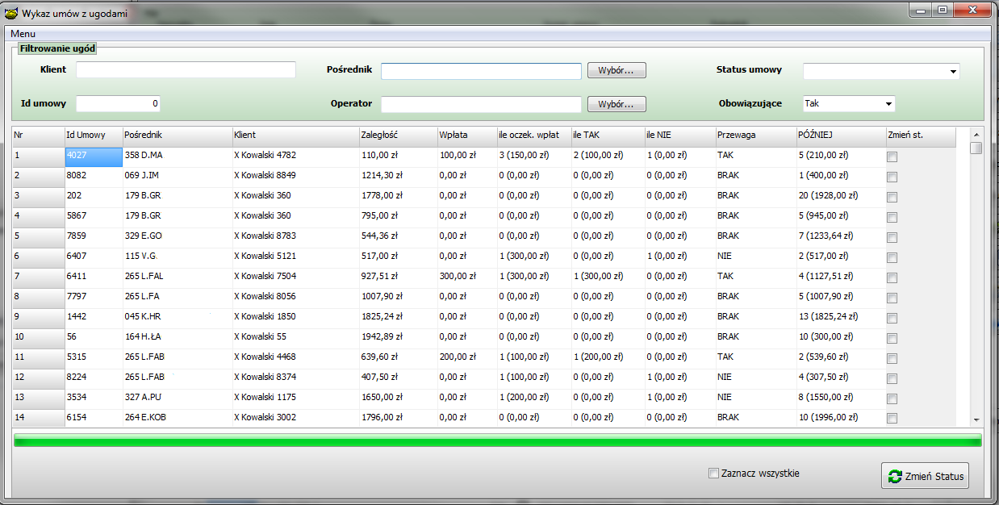 Wykaz umów z ugodami
Menu
Filtrowanie ugód
Klient Pośrednik Wybór... Status umowy
Id umowy 0 Operator Wybór... Obowiązujące Tak
Nr Id Umowy Pośrednik Klient Zaległość Wpłata ile oczek. wpłat ile TAK ile NIE Przewaga PÓŹNIEJ Zmień st.
1 4027 358 D.MA X Kowalski 4782 110,00 zł 100,00 zł 3 (150,00 zł) 2 (100,00 zł) 1 (0,00 zł) TAK 5 (210,00 zł)
2 8082 069 J.IM X Kowalski 8849 1214,30 zł 0,00 zł 0 (0,00 zł) 0 (0,00 zł) 0 (0,00 zł) BRAK 1 (400,00 zł)
3 202 179 B.GR X Kowalski 360 1778,00 zł 0,00 zł 0 (0,00 zł) 0 (0,00 zł) 0 (0,00 zł) BRAK 20 (1928,00 zł)
4 5867 179 B.GR X Kowalski 360 795,00 zł 0,00 zł 0 (0,00 zł) 0 (0,00 zł) 0 (0,00 zł) BRAK 5 (945,00 zł)
5 7859 329 E.GO X Kowalski 8783 544,36 zł 0,00 zł 0 (0,00 zł) 0 (0,00 zł) 0 (0,00 zł) BRAK 7 (1233,64 zł)
6 6407 115 V.G. X Kowalski 5121 517,00 zł 0,00 zł 1 (300,00 zł) 0 (0,00 zł) 1 (0,00 zł) NIE 2 (517,00 zł)
7 6411 265 L.FAL X Kowalski 7504 927,51 zł 300,00 zł 1 (300,00 zł) 1 (300,00 zł) 0 (0,00 zł) TAK 4 (1127,51 zł)
8 7797 265 L.FA X Kowalski 8056 1007,90 zł 0,00 zł 0 (0,00 zł) 0 (0,00 zł) 0 (0,00 zł) BRAK 5 (1007,90 zł)
9 1442 045 K.HR X Kowalski 1850 1825,24 zł 0,00 zł 0 (0,00 zł) 0 (0,00 zł) 0 (0,00 zł) BRAK 13 (1825,24 zł)
10 56 164 H.ŁA X Kowalski 55 1942,89 zł 0,00 zł 0 (0,00 zł) 0 (0,00 zł) 0 (0,00 zł) BRAK 10 (300,00 zł)
11 5315 265 L.FAB X Kowalski 4468 639,60 zł 200,00 zł 1 (100,00 zł) 1 (200,00 zł) 0 (0,00 zł) TAK 2 (539,60 zł)
12 8224 265 L.FAB X Kowalski 8374 407,50 zł 0,00 zł 1 (100,00 zł) 0 (0,00 zł) 1 (0,00 zł) NIE 4 (307,50 zł)
13 3534 327 A.PU X Kowalski 1175 1650,00 zł 0,00 zł 1 (200,00 zł) 0 (0,00 zł) 1 (0,00 zł) NIE 8 (1550,00 zł)
14 6154 264 E.KOB X Kowalski 3002 1796,00 zł 0,00 zł 0 (0,00 zł) 0 (0,00 zł) 0 (0,00 zł) BRAK 10 (1996,00 zł)
Zaznacz wszystkie Zmień Status